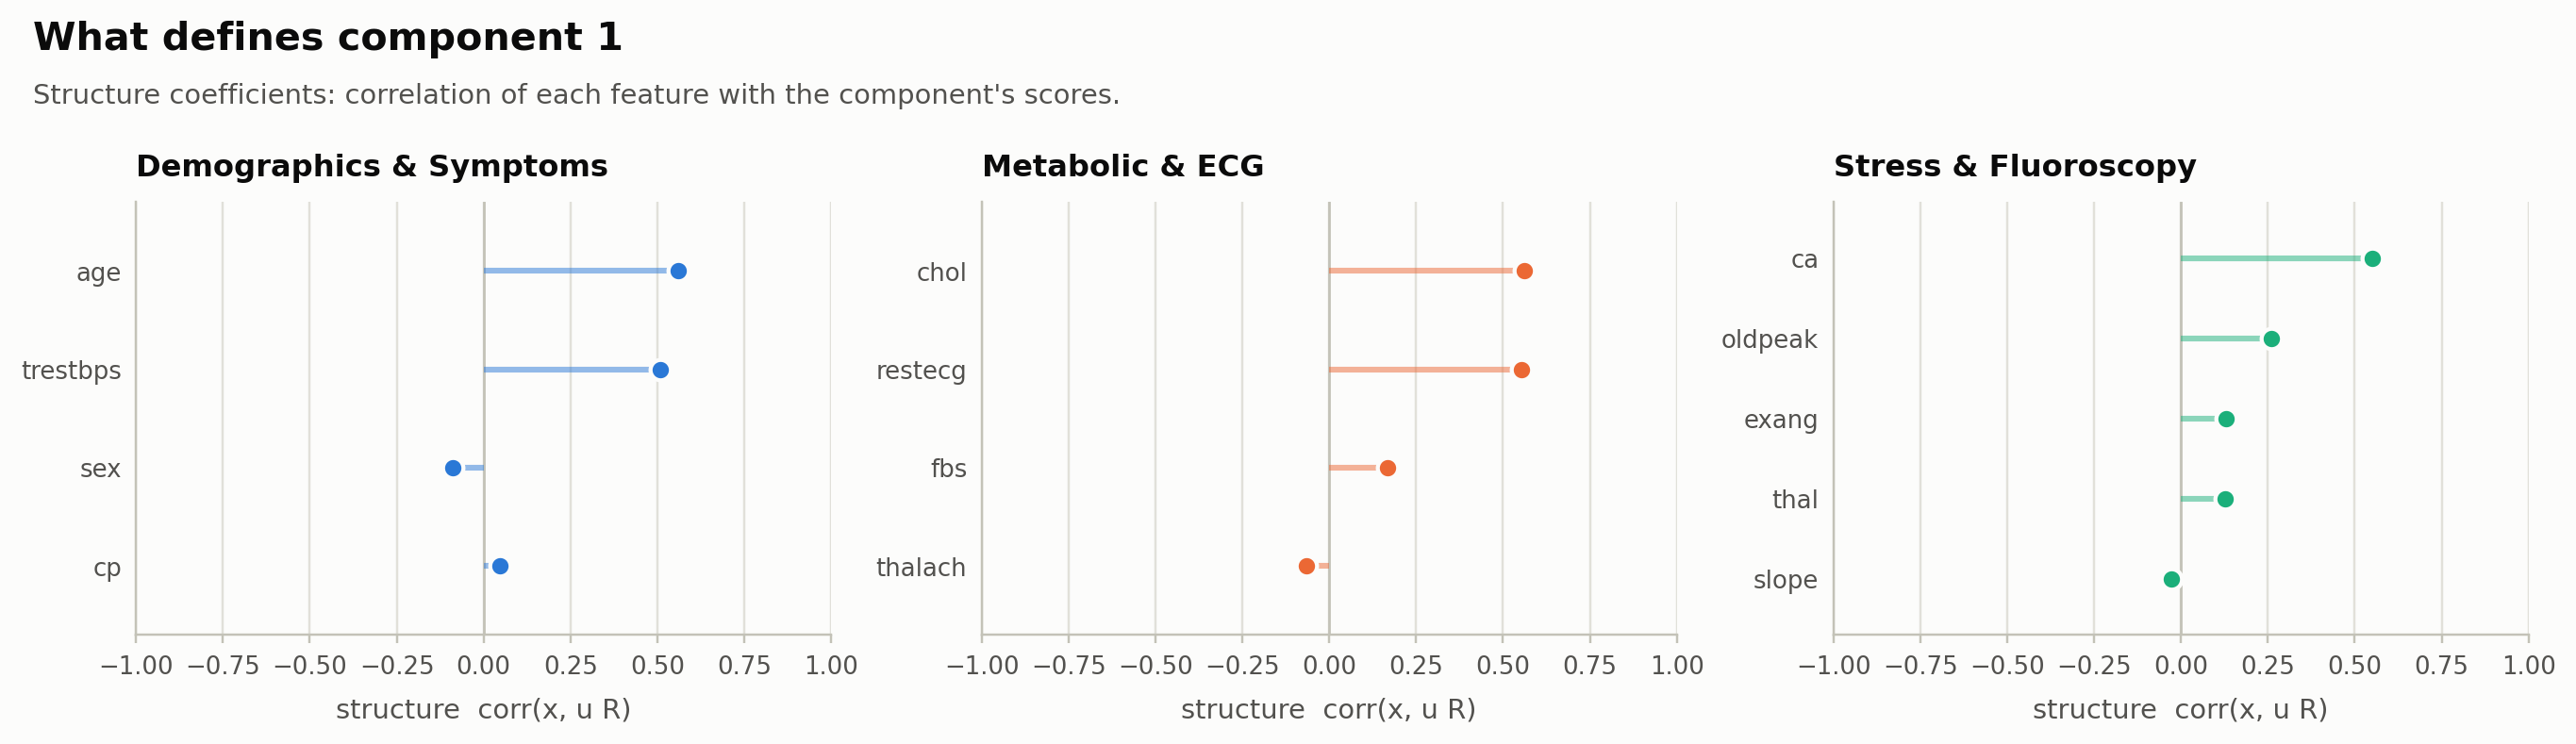 What defines component 1
Structure coefficients: correlation of each feature with the component's scores.
Demographics & Symptoms
age
trestbps
sex
cp
−1.00 −0.75 −0.50 −0.25 0.00 0.25 0.50 0.75 1.00
structure  corr(x, u R)
Metabolic & ECG
chol
restecg
fbs
thalach
−1.00 −0.75 −0.50 −0.25 0.00 0.25 0.50 0.75 1.00
structure  corr(x, u R)
Stress & Fluoroscopy
ca
oldpeak
exang
thal
slope
−1.00 −0.75 −0.50 −0.25 0.00 0.25 0.50 0.75 1.00
structure  corr(x, u R)